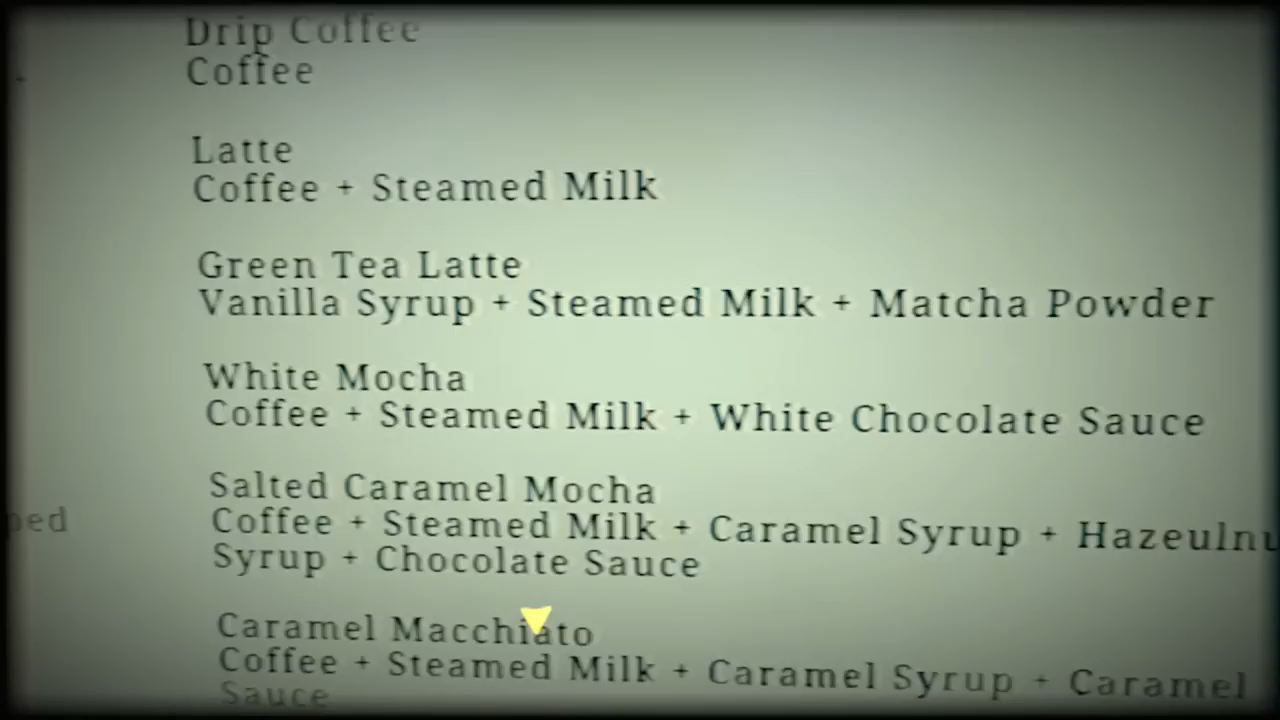 Drip Coffee
Coffee
Latte
Coffee + Steamed Milk
Green Tea Latte
Vanilla Syrup + Steamed Milk + Matcha Powder
White Mocha
Coffee + Steamed Milk + White Chocolate Sauce
Salted Caramel Mocha
Coffee + Steamed Milk + Caramel Syrup +
Syrup + Chocolate Sauce
Caramel Macchiato
Coffee + Steamed Milk + Caramel Syrup + Caramel
Sauce